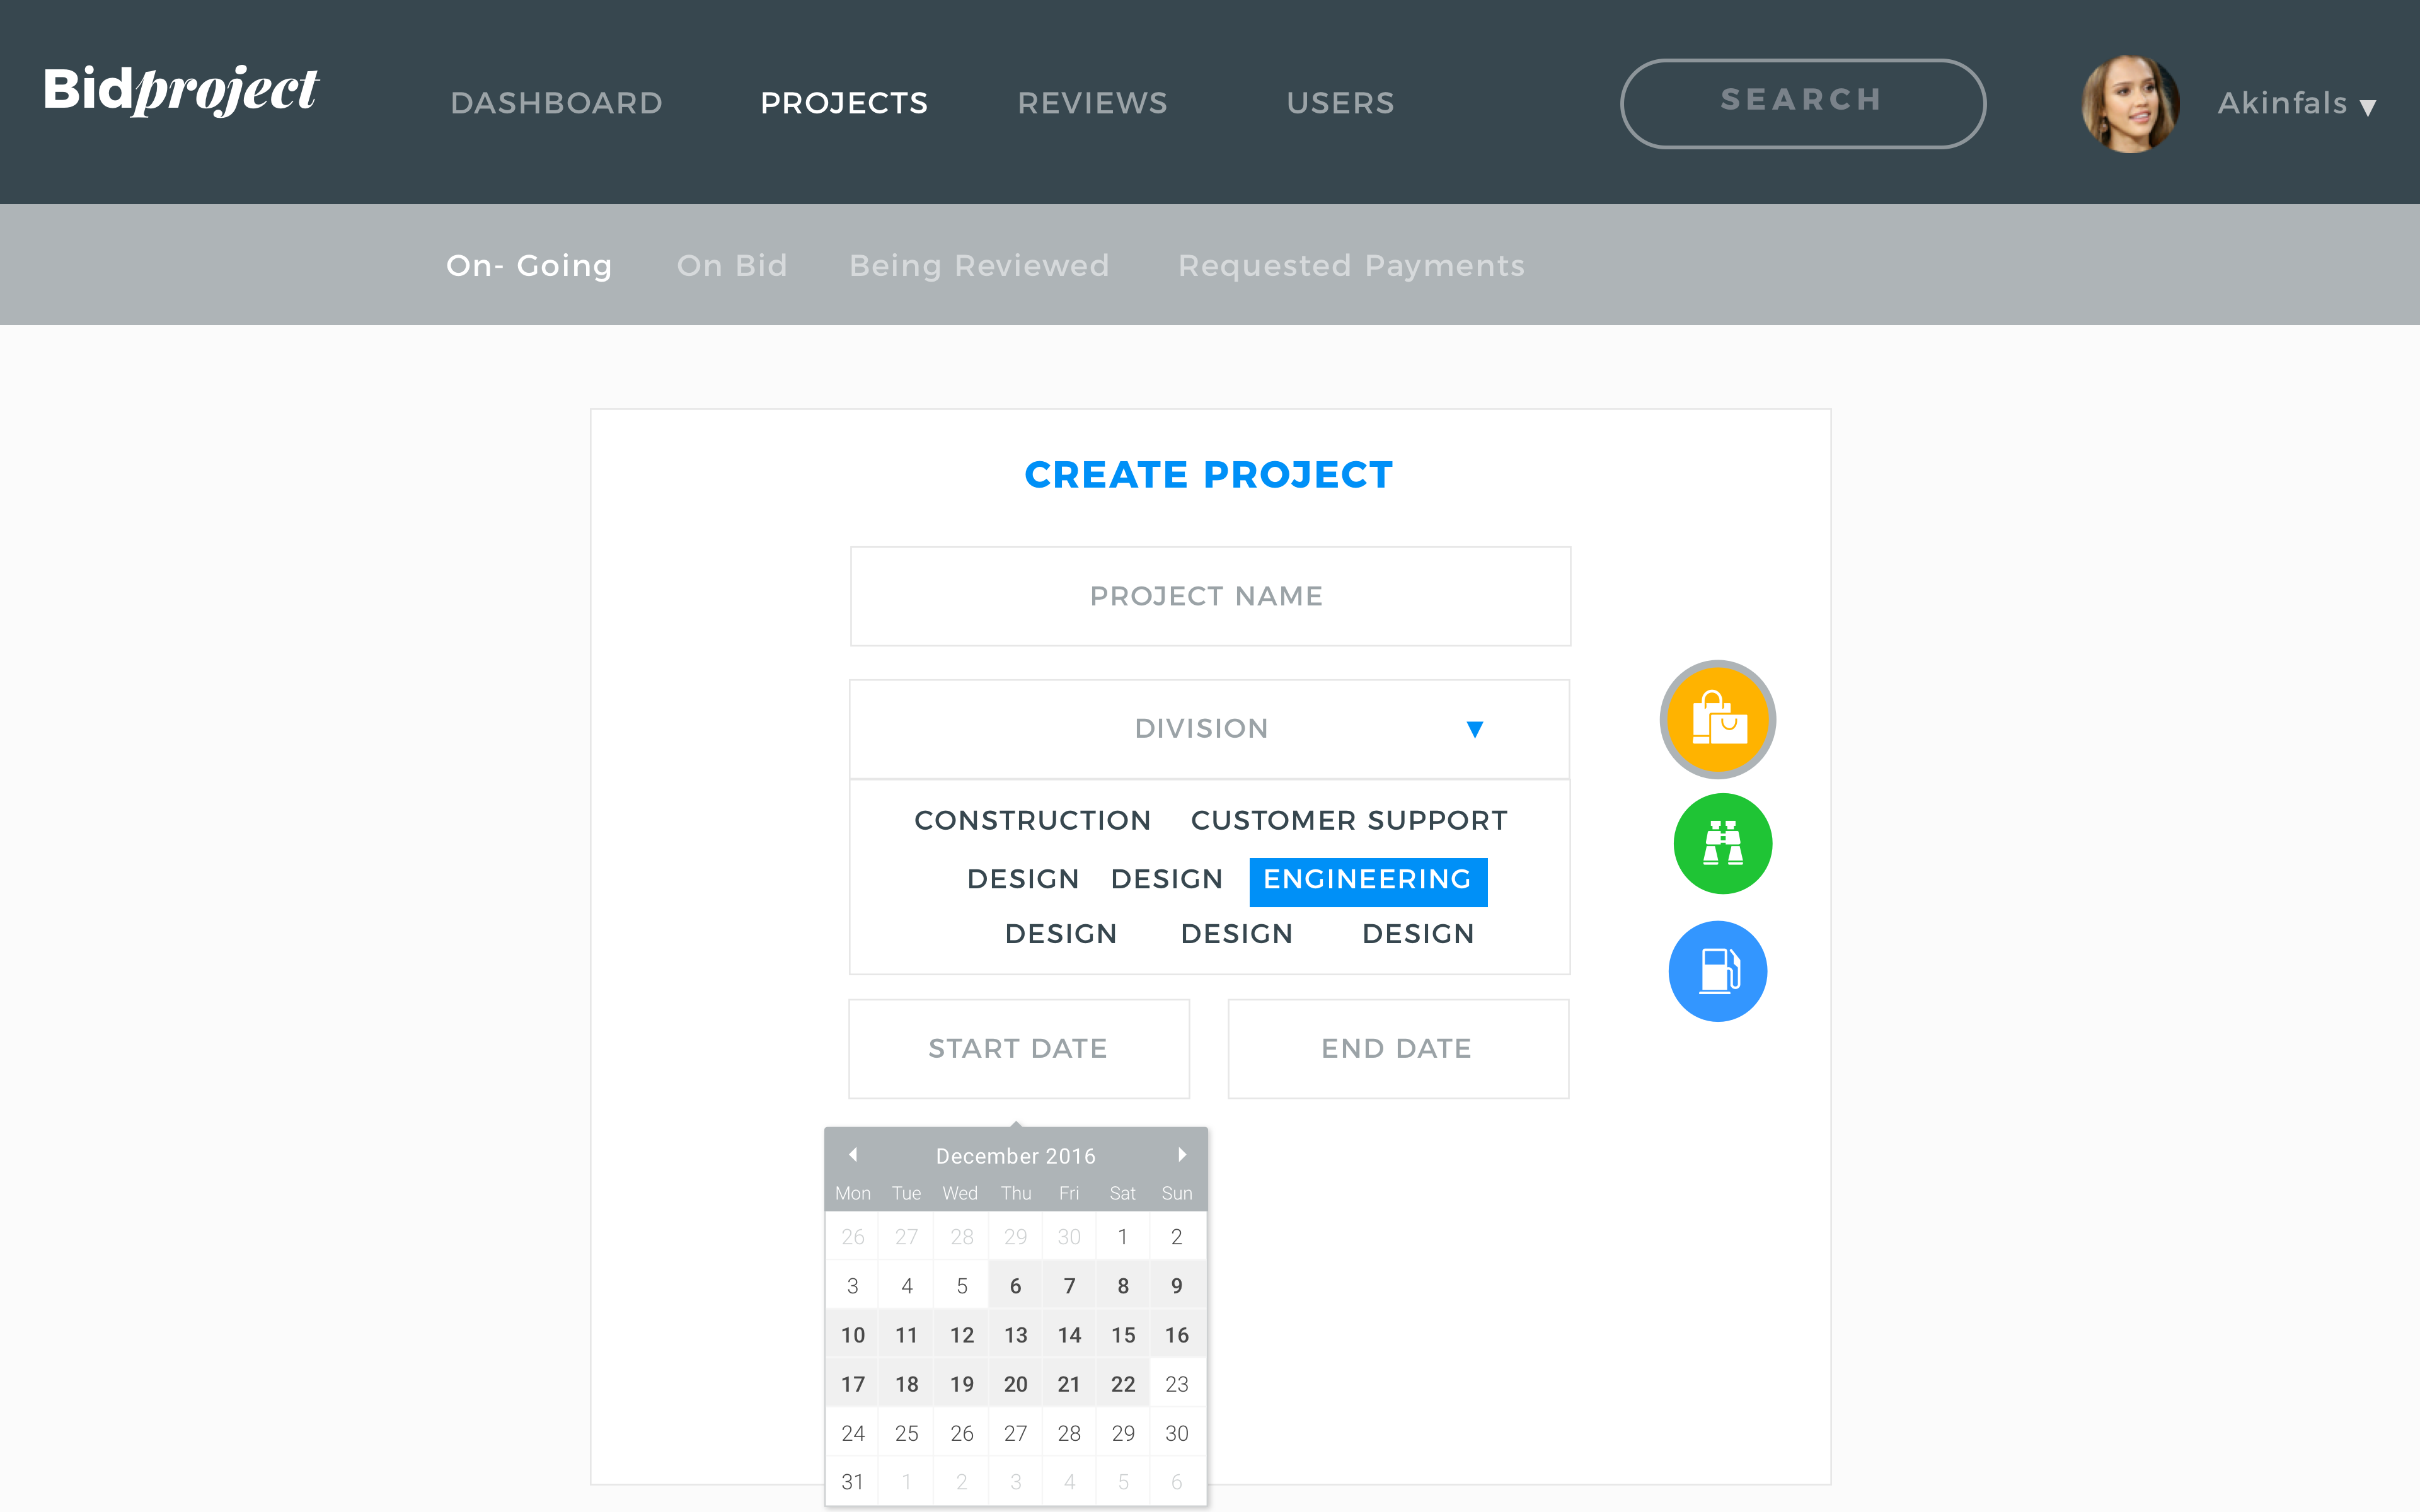 Bidproject DASHBOARD PROJECTS REVIEWS USERS SEARCH Akinfals
On- Going On Bid Being Reviewed Requested Payments
CREATE PROJECT
PROJECT NAME
DIVISION
CONSTRUCTION CUSTOMER SUPPORT
DESIGN DESIGN ENGINEERING
DESIGN DESIGN DESIGN
START DATE END DATE
December 2016
Mon Tue Wed Thu Fri Sat Sun
26 27 28 29 30 1 2
3 4 5 6 7 8 9
10 11 12 13 14 15 16
17 18 19 20 21 22 23
24 25 26 27 28 29 30
31 1 2 3 4 5 6